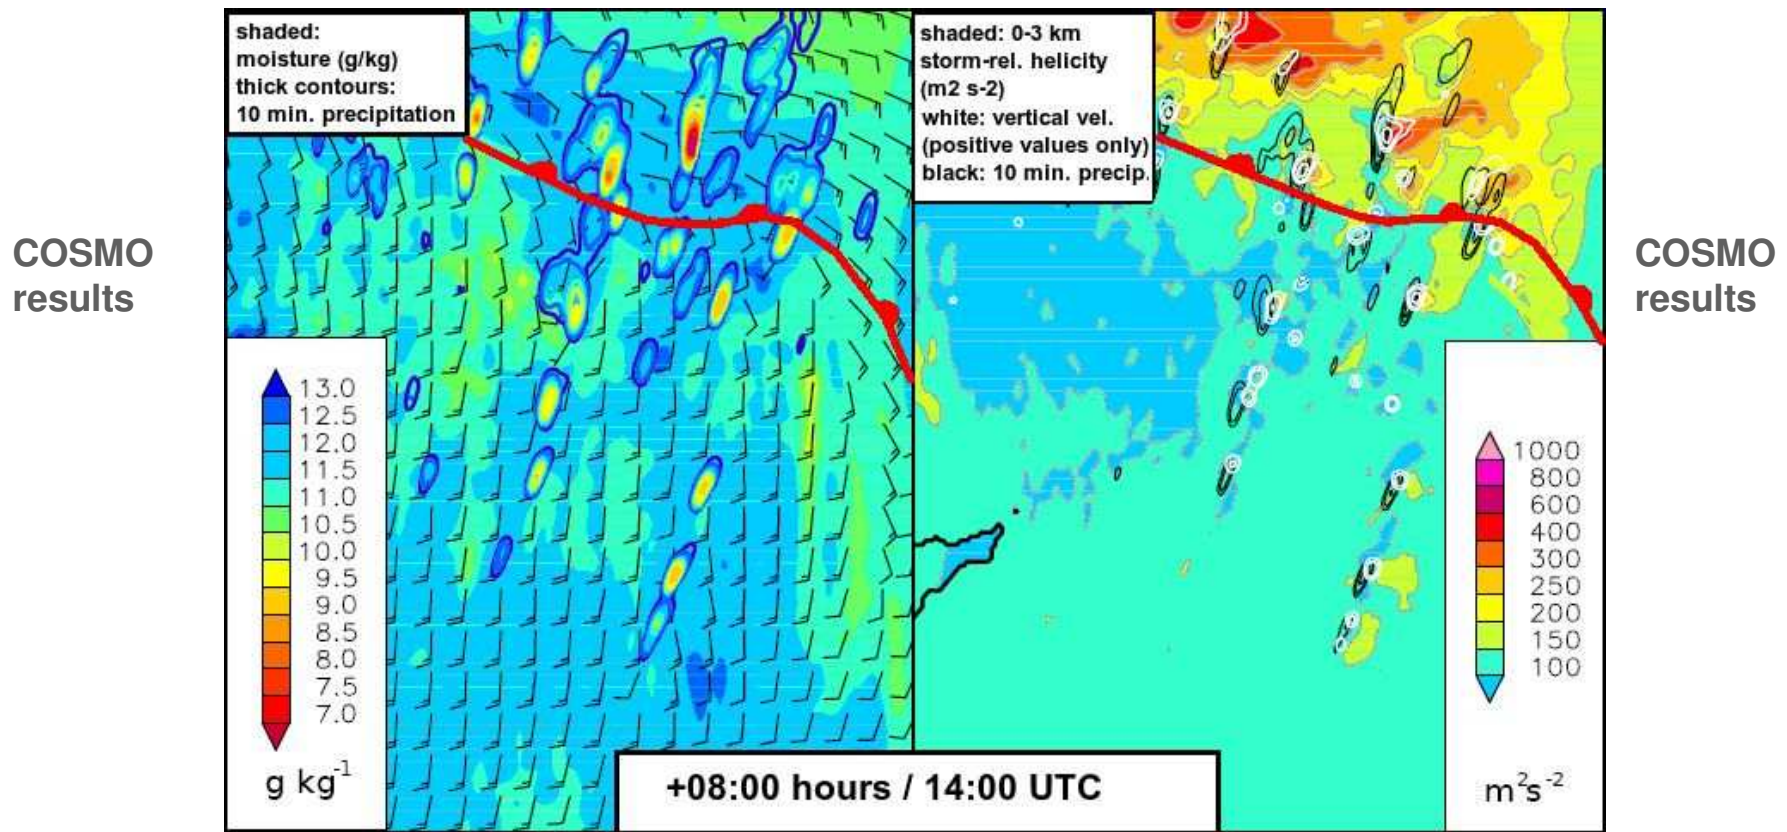 shaded:
moisture (g/kg)
thick contours:
10 min. precipitation
shaded: 0-3 km
storm-rel. helicity
(m2 s-2)
white: vertical vel.
(positive values only)
black: 10 min. precip.
COSMO
results
COSMO
results
13.0
12.5
12.0
11.5
11.0
10.5
10.0
9.5
9.0
8.5
8.0
7.5
7.0
g kg-1
1000
800
600
400
300
250
200
150
100
m2s-2
+08:00 hours / 14:00 UTC